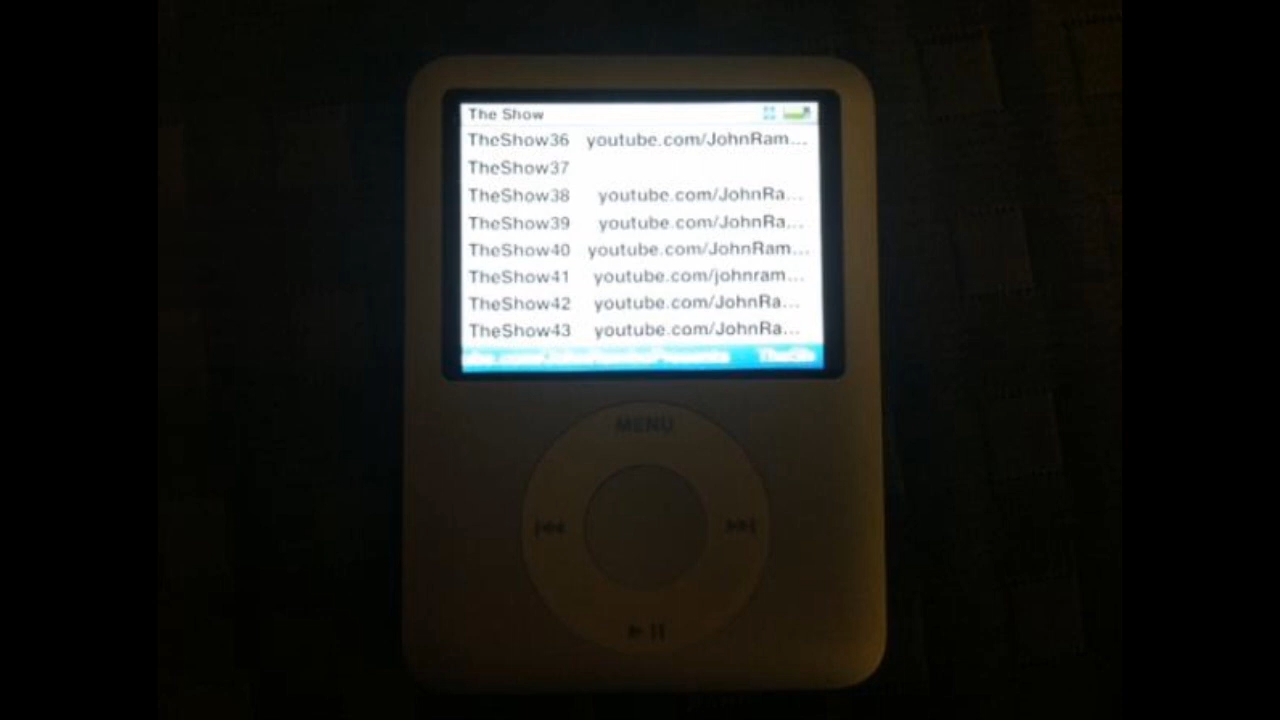 The Show
TheShow36 youtube.com/JohnRam...
TheShow37
TheShow38 youtube.com/JohnRa...
TheShow39 youtube.com/JohnRa...
TheShow40 youtube.com/JohnRam...
TheShow41 youtube.com/johnram...
TheShow42 youtube.com/JohnRa...
TheShow43 youtube.com/JohnRa...
MENU